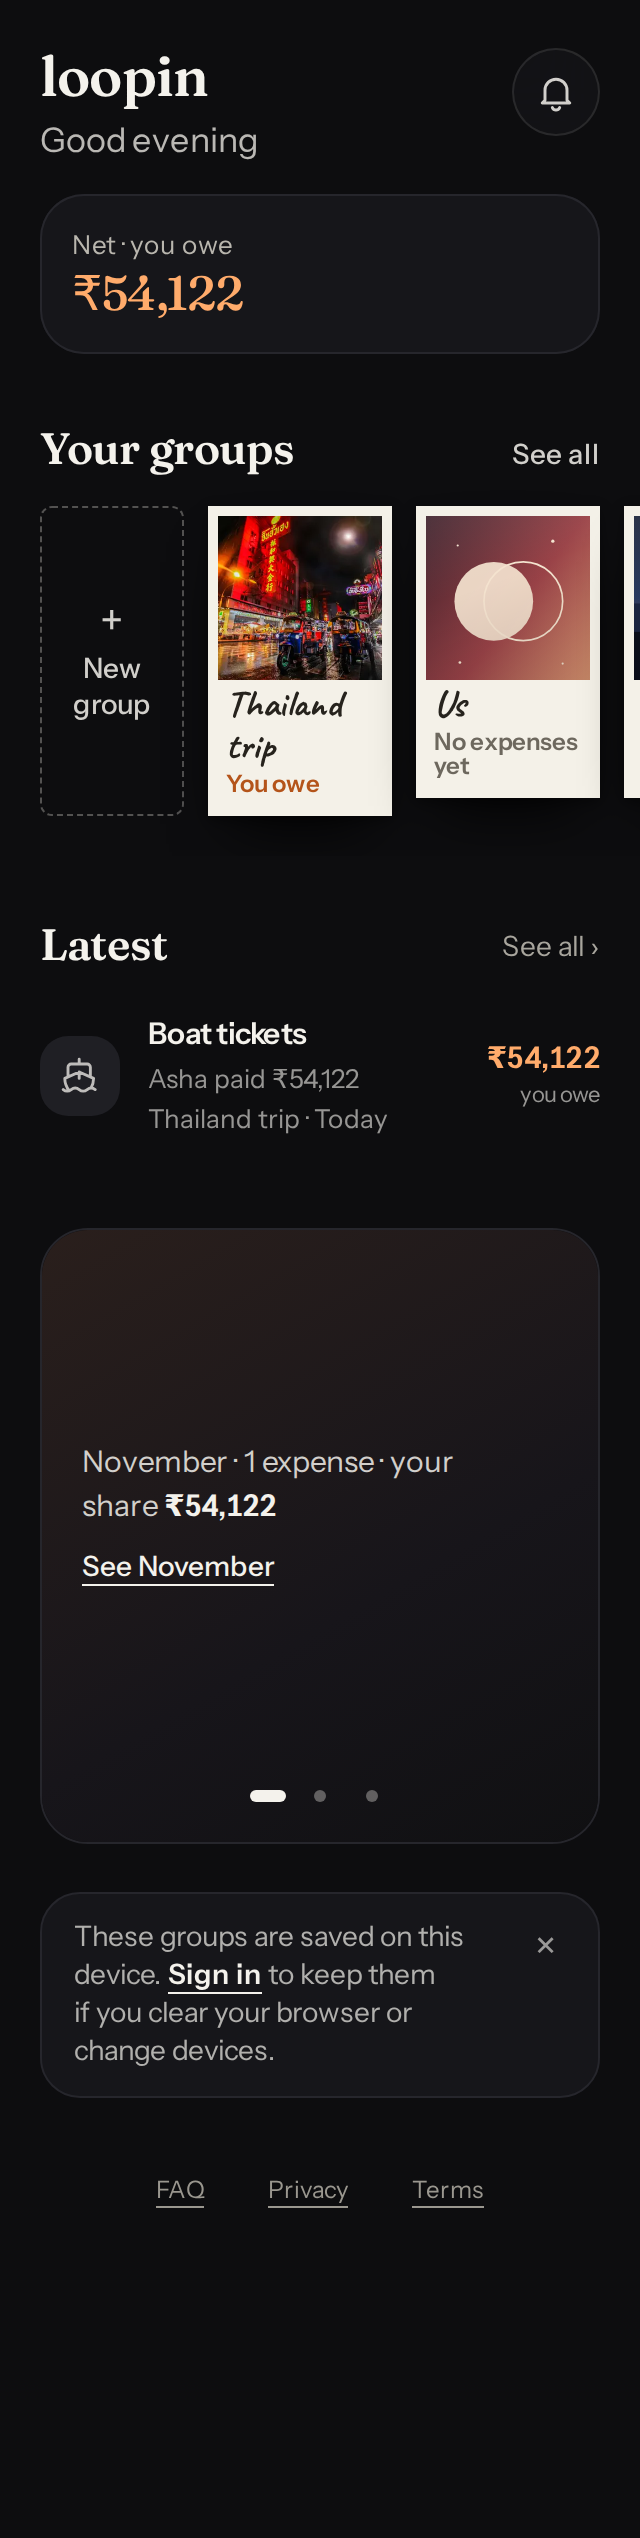 loopin
Good evening
Net · you owe
₹54,122
Your groups
See all
+
New
group
Thailand
trip
You owe
Us
No expenses
yet
Latest
See all ›
Boat tickets
Asha paid ₹54,122
Thailand trip · Today
₹54,122
you owe
November · 1 expense · your
share ₹54,122
See November
These groups are saved on this
device. Sign in to keep them
if you clear your browser or
change devices.
×
FAQ
Privacy
Terms